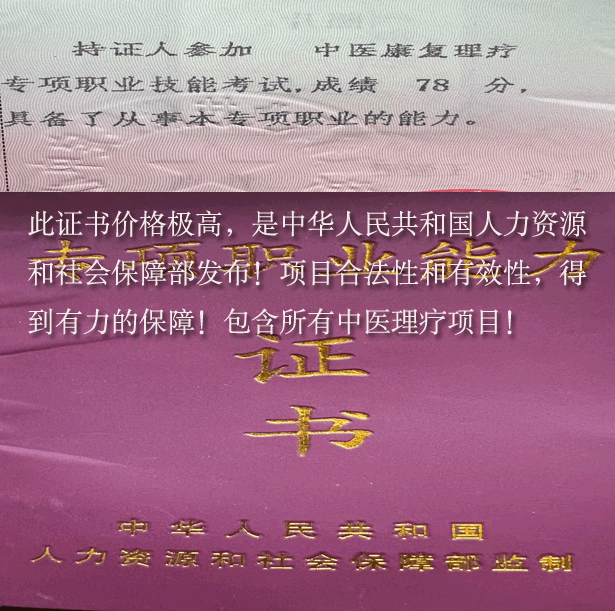 持证人参加 中医康复理疗
专项职业技能考试,成绩 78 分,
具备了从事本专项职业的能力。
此证书价格极高，是中华人民共和国人力资源
和社会保障部发布！项目合法性和有效性，得
到有力的保障！包含所有中医理疗项目！
专项职业能力
证
书
中华人民共和国
人力资源和社会保障部监制